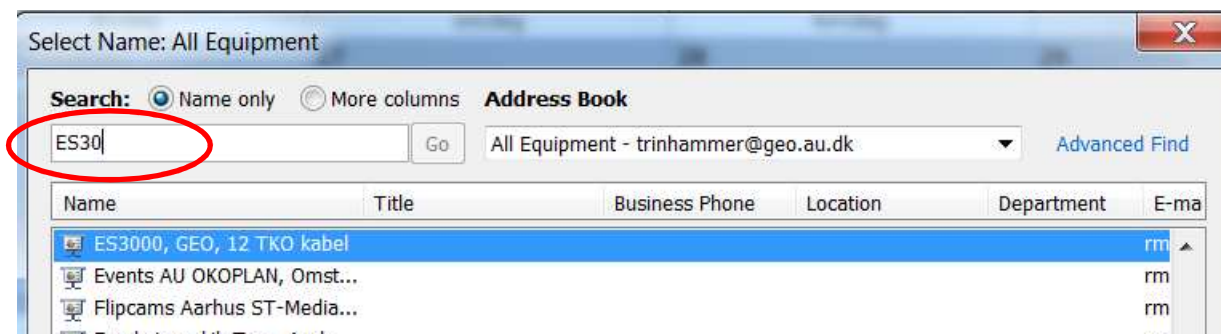 Select Name: All Equipment
X
Search: Name only More columns Address Book
ES30 Go All Equipment - trinhammer@geo.au.dk Advanced Find
Name Title Business Phone Location Department E-ma
ES3000, GEO, 12 TKO kabel rm
Events AU OKOPLAN, Omst... rm
Flipcams Aarhus ST-Media... rm